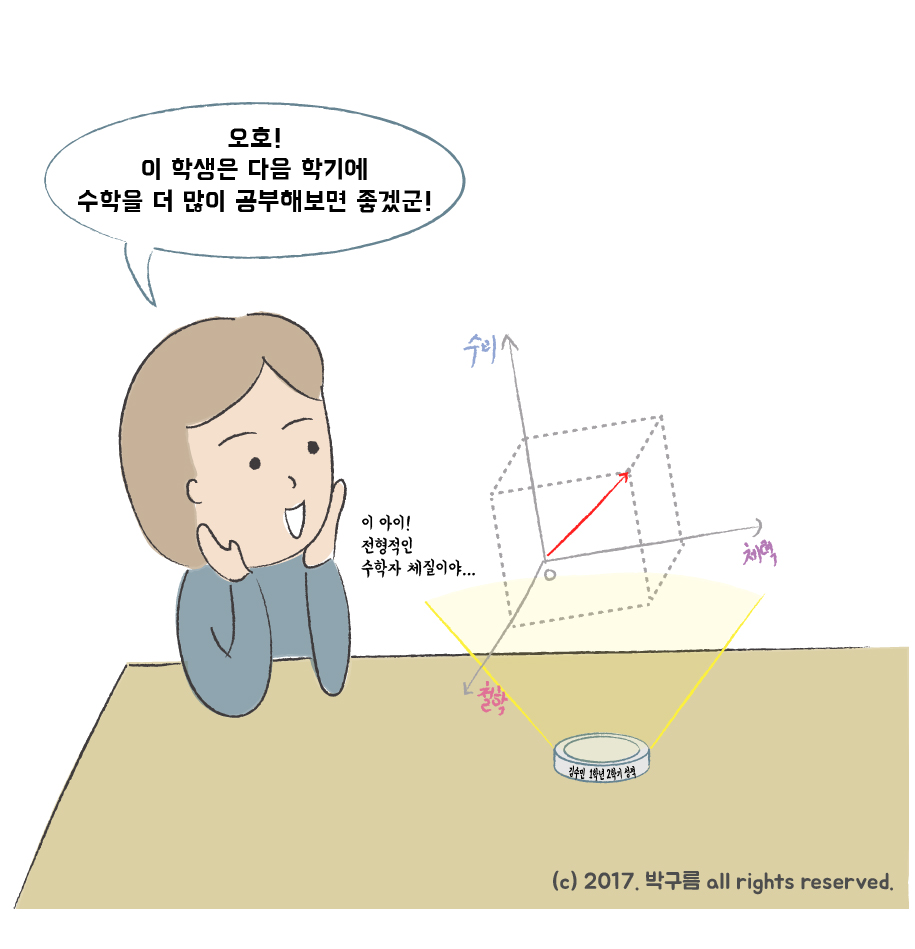 오호!
이 학생은 다음 학기에
수학을 더 많이 공부해보면 좋겠군!
수리
이 아이!
전형적인
수학자 체질이야...
체력
O
철학
김수민 1학년 2학기 성적
(c) 2017. 박구름 all rights reserved.